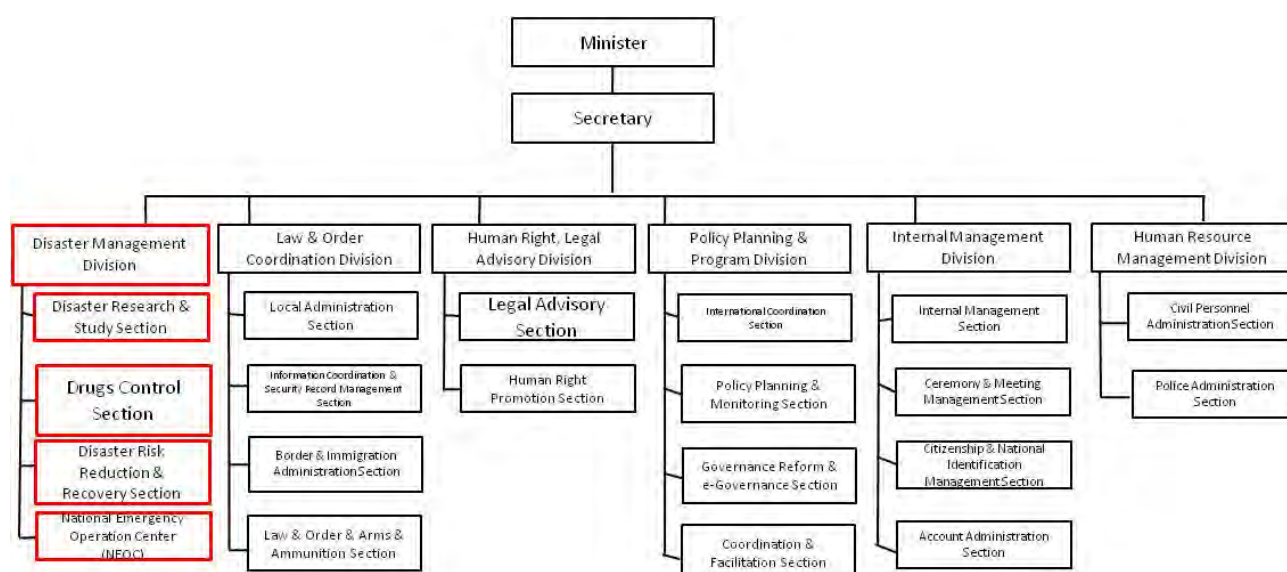 Minister
Secretary
Disaster Management
Division
Law & Order
Coordination Division
Human Right, Legal
Advisory Division
Policy Planning &
Program Division
Internal Management
Division
Human Resource
Management Division
Disaster Research &
Study Section
Drugs Control
Section
Disaster Risk
Reduction &
Recovery Section
National Emergency
Operation Center
(NEOC)
Local Administration
Section
Information Coordination &
Security Record Management
Section
Border & Immigration
Administration Section
Law & Order & Arms &
Ammunition Section
Legal Advisory
Section
Human Right
Promotion Section
International Coordination
Section
Policy Planning &
Monitoring Section
Governance Reform &
e-Governance Section
Coordination &
Facilitation Section
Internal Management
Section
Ceremony & Meeting
Management Section
Citizenship & National
Identification
Management Section
Account Administration
Section
Civil Personnel
Administration Section
Police Administration
Section